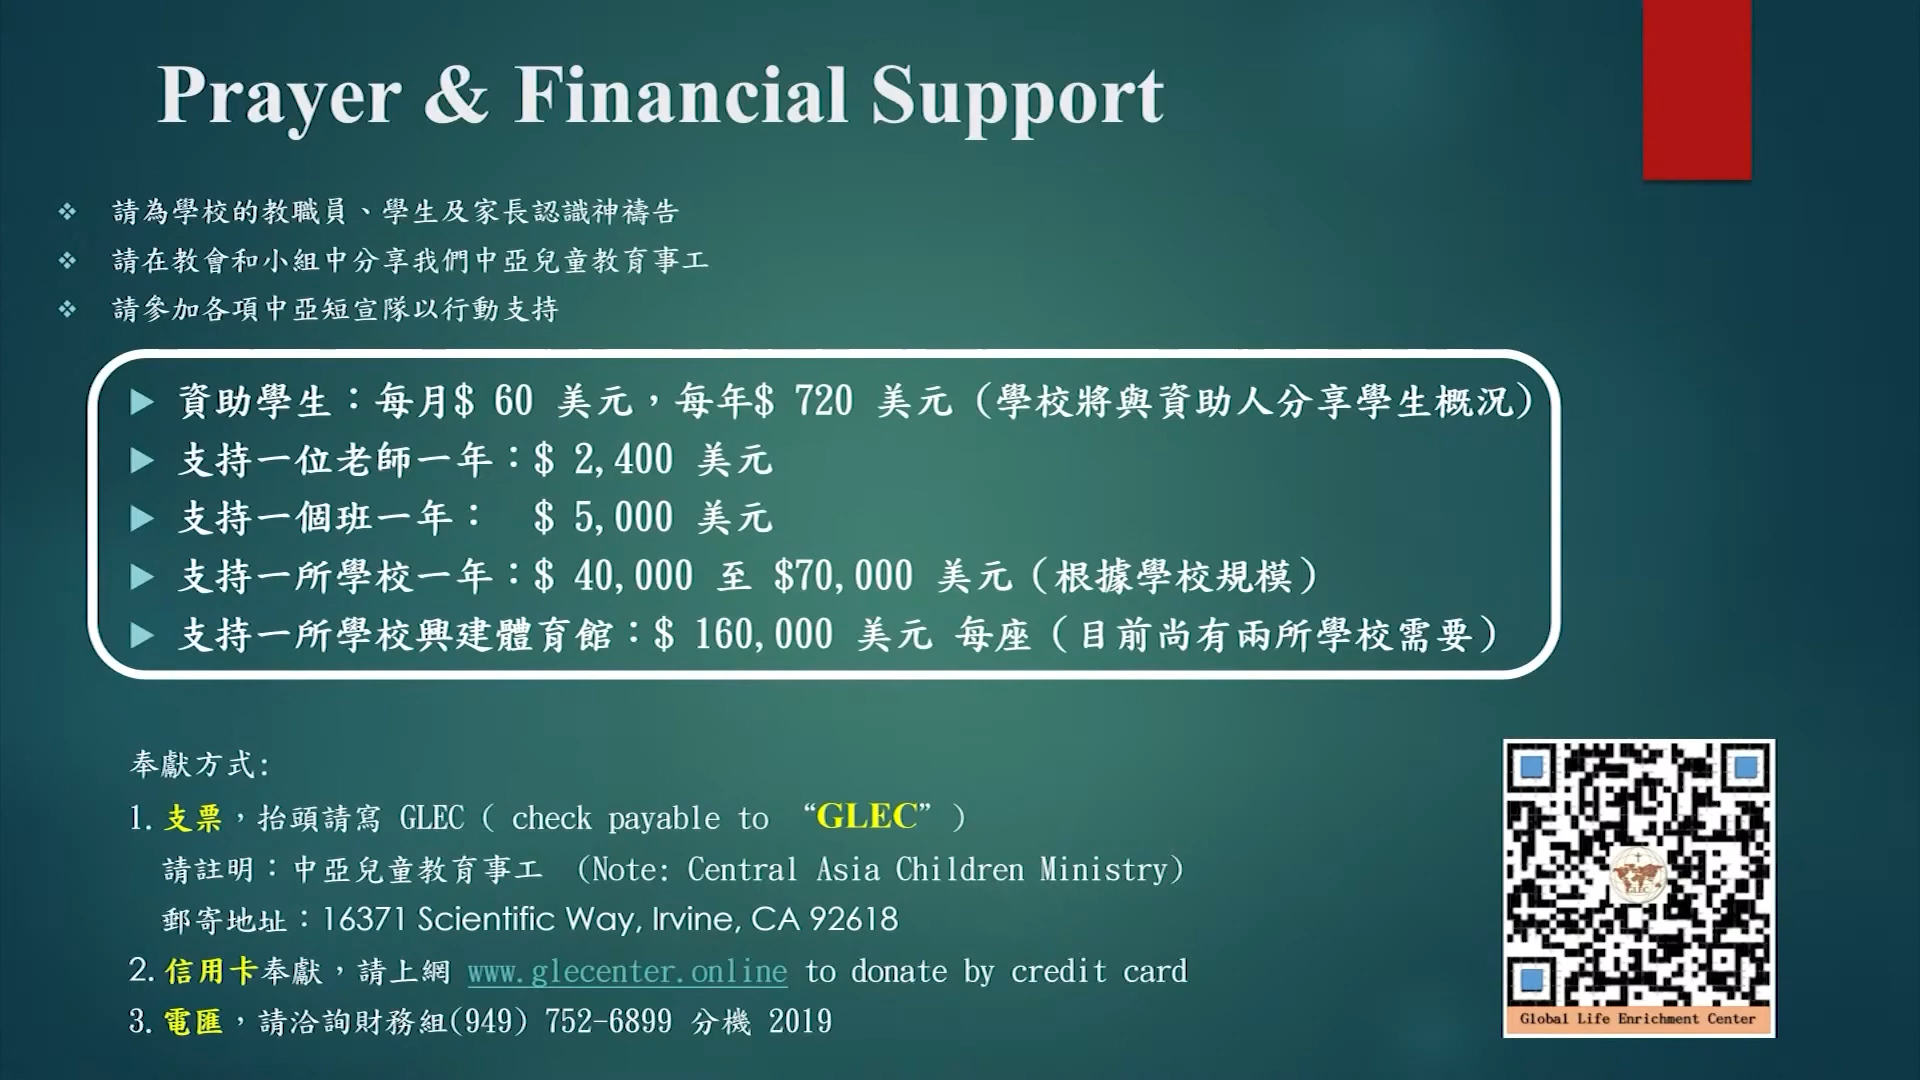 Prayer & Financial Support
請為學校的教職員、學生及家長認識神禱告
請在教會和小組中分享我們中亞兒童教育事工
請參加各項中亞短宣隊以行動支持
資助學生：每月$ 60 美元，每年$ 720 美元（學校將與資助人分享學生概況）
支持一位老師一年：$ 2,400 美元
支持一個班一年： $ 5,000 美元
支持一所學校一年：$ 40,000 至 $70,000 美元（根據學校規模）
支持一所學校興建體育館：$ 160,000 美元 每座（目前尚有兩所學校需要）
奉獻方式:
1. 支票，抬頭請寫 GLEC ( check payable to “GLEC” )
請註明：中亞兒童教育事工 (Note: Central Asia Children Ministry)
郵寄地址：16371 Scientific Way, Irvine, CA 92618
2. 信用卡奉獻，請上網 www.glecenter.online to donate by credit card
3. 電匯，請洽詢財務組(949) 752-6899 分機 2019
GLEC
Global Life Enrichment Center